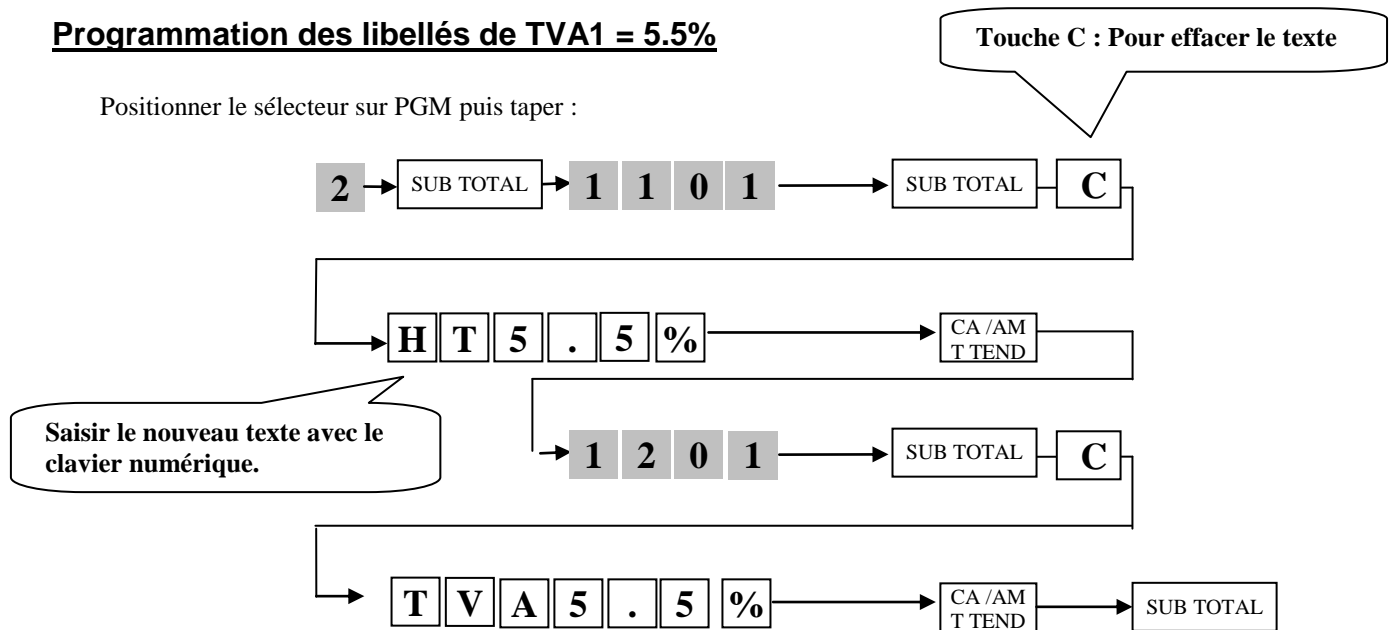 Programmation des libellés de TVA1 = 5.5%
Touche C : Pour effacer le texte
Positionner le sélecteur sur PGM puis taper :
2 SUB TOTAL 1 1 0 1 SUB TOTAL C
H T 5 . 5 % CA /AM
T TEND
Saisir le nouveau texte avec le
clavier numérique.
1 2 0 1 SUB TOTAL C
T V A 5 . 5 % CA /AM
T TEND SUB TOTAL